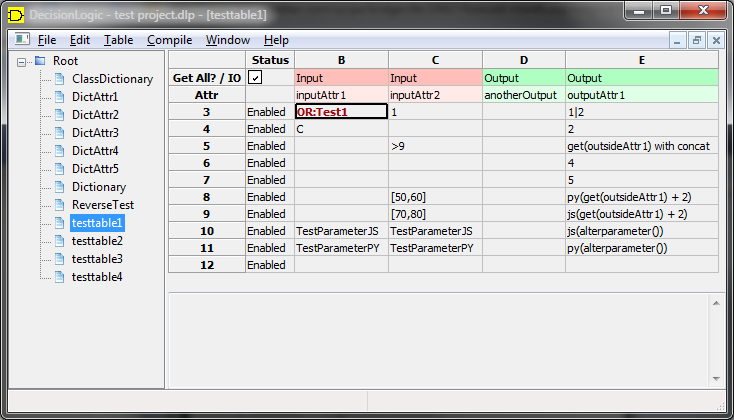 DecisionLogic - test project.dlp - [testtable1]
File Edit Table Compile Window Help
Root
ClassDictionary
DictAttr1
DictAttr2
DictAttr3
DictAttr4
DictAttr5
Dictionary
ReverseTest
testtable1
testtable2
testtable3
testtable4
Status B C D E
Get All? / IO Input Input Output Output
Attr inputAttr1 inputAttr2 anotherOutput outputAttr1
3 Enabled OR:Test1 1 1|2
4 Enabled C 2
5 Enabled >9 get(outsideAttr1) with concat
6 Enabled 4
7 Enabled 5
8 Enabled [50,60] py(get(outsideAttr1) + 2)
9 Enabled [70,80] js(get(outsideAttr1) + 2)
10 Enabled TestParameterJS TestParameterJS js(alterparameter())
11 Enabled TestParameterPY TestParameterPY py(alterparameter())
12 Enabled